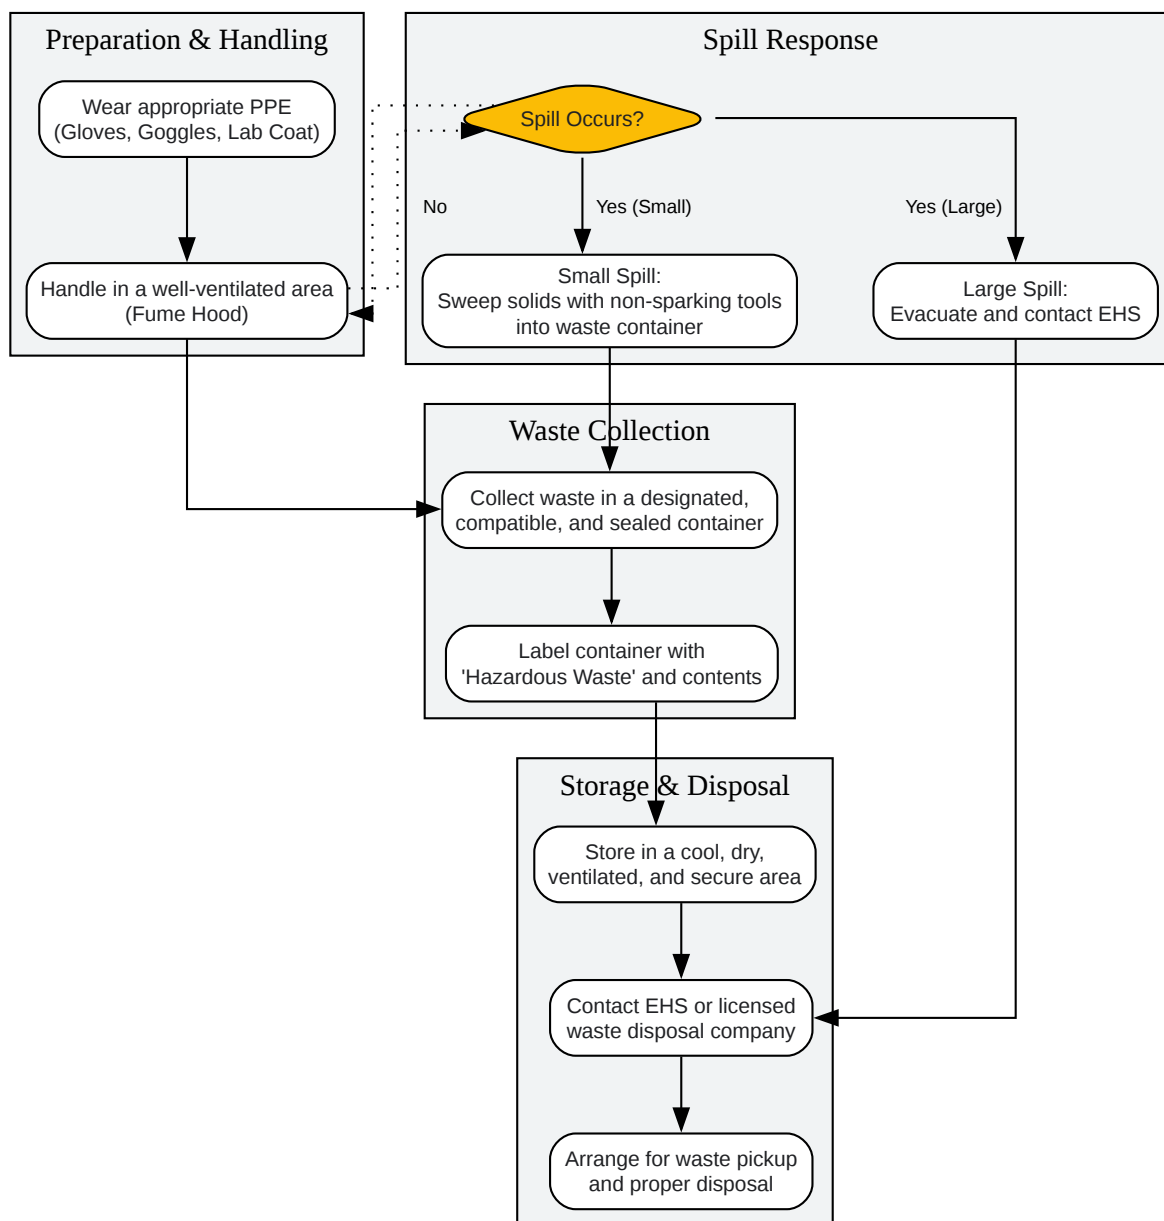 Preparation & Handling
Wear appropriate PPE
(Gloves, Goggles, Lab Coat)
Handle in a well-ventilated area
(Fume Hood)
Spill Response
Spill Occurs?
No
Yes (Small)
Yes (Large)
Small Spill:
Sweep solids with non-sparking tools
into waste container
Large Spill:
Evacuate and contact EHS
Waste Collection
Collect waste in a designated,
compatible, and sealed container
Label container with
'Hazardous Waste' and contents
Storage & Disposal
Store in a cool, dry,
ventilated, and secure area
Contact EHS or licensed
waste disposal company
Arrange for waste pickup
and proper disposal